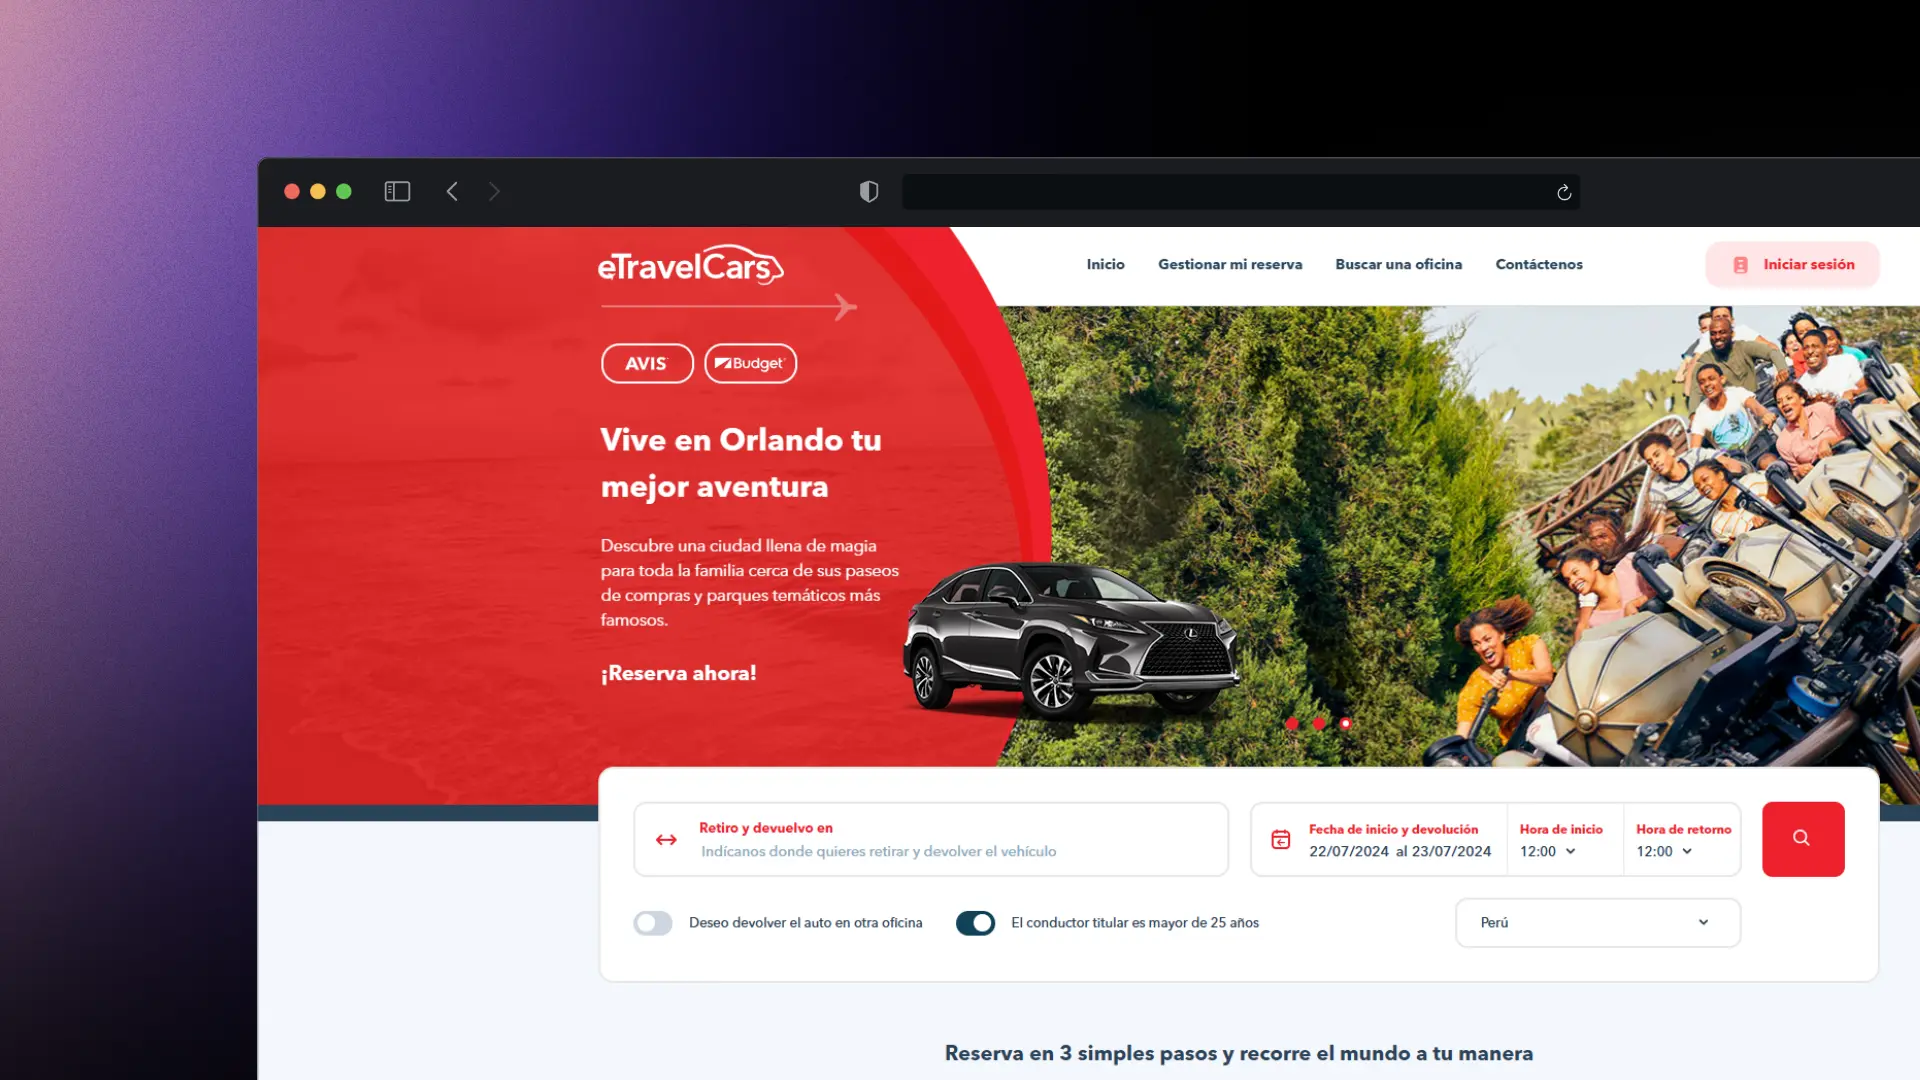 eTravelCars
Inicio
Gestionar mi reserva
Buscar una oficina
Contáctenos
Iniciar sesión
AVIS
Budget
Vive en Orlando tu
mejor aventura
Descubre una ciudad llena de magia
para toda la familia cerca de sus paseos
de compras y parques temáticos más
famosos.
¡Reserva ahora!
Retiro y devuelvo en
Indícanos donde quieres retirar y devolver el vehículo
Fecha de inicio y devolución
22/07/2024 al 23/07/2024
Hora de inicio
12:00
Hora de retorno
12:00
Deseo devolver el auto en otra oficina
El conductor titular es mayor de 25 años
Perú
Reserva en 3 simples pasos y recorre el mundo a tu manera